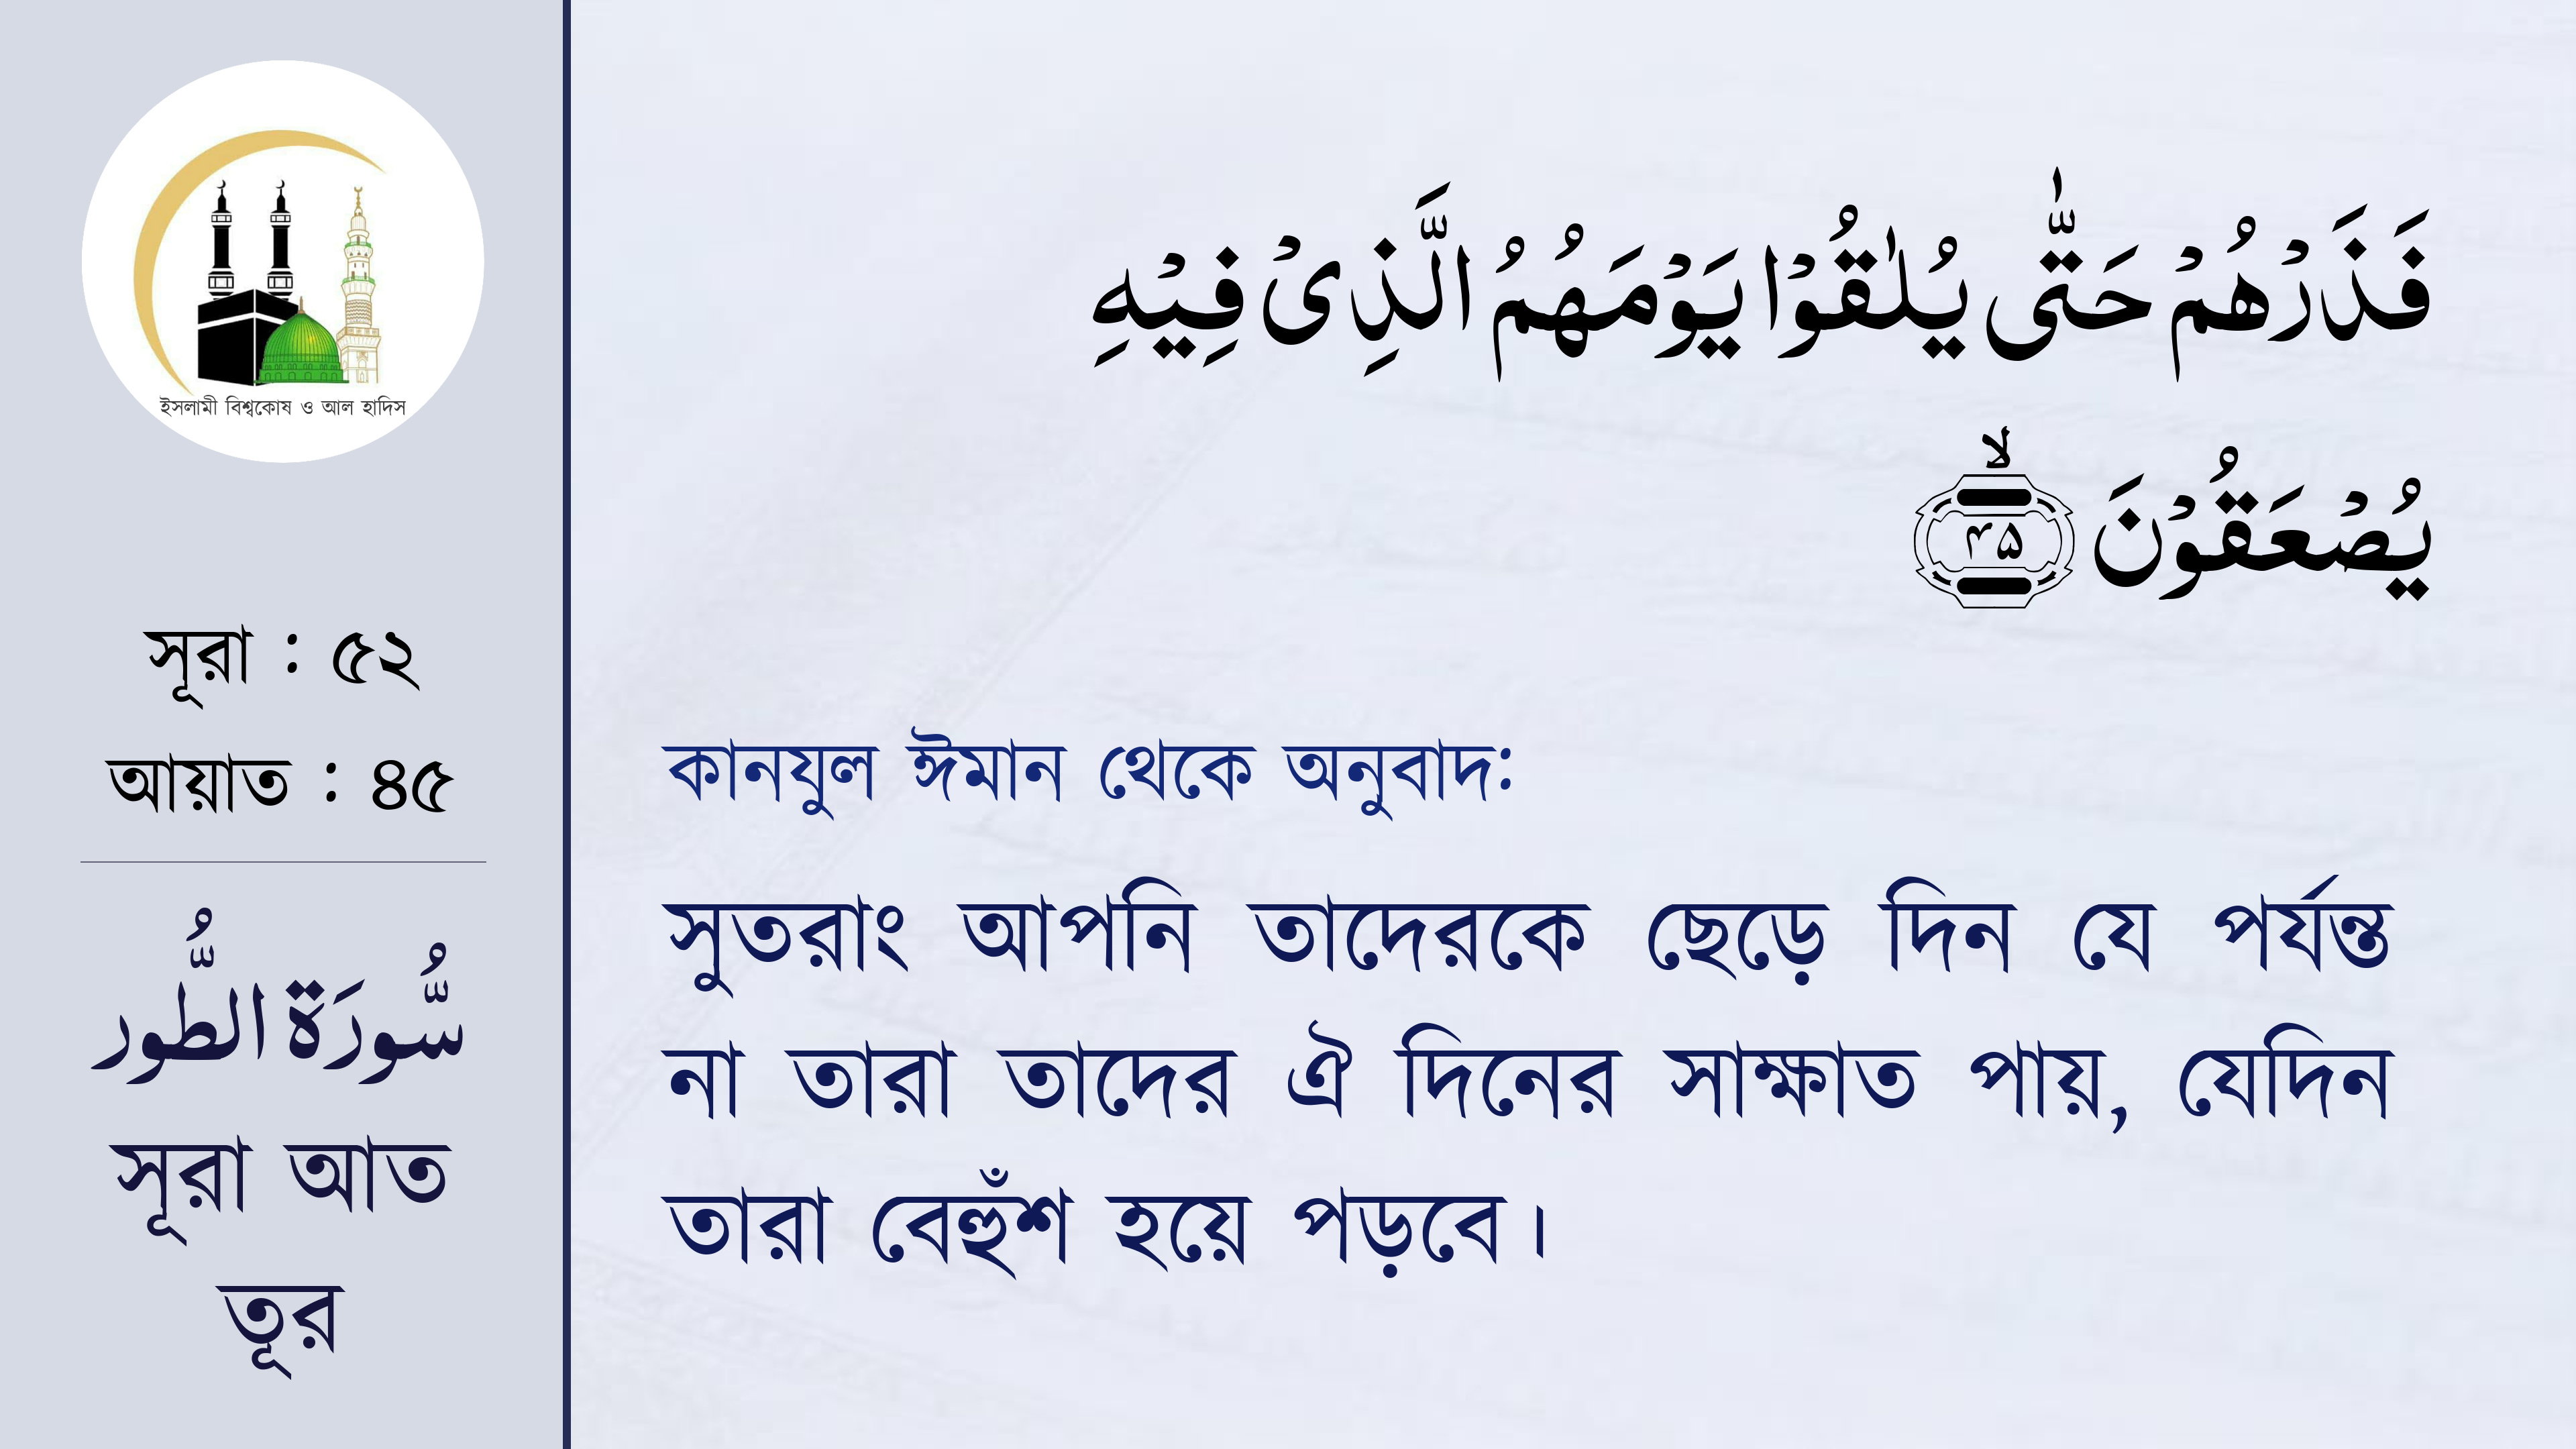 ইসলামী বিশ্বকোষ ও আল হাদিস
সূরা : ৫২
আয়াত : ৪৫
سُّورَة الطُّور
সূরা আত
তূর
فَذَرۡهُمۡ حَتّٰى يُلٰقُوۡا يَوۡمَهُمُ الَّذِىۡ فِيۡهِ
يُصۡعَقُوۡنَ ۙ‏ ۴۵
কানযুল ঈমান থেকে অনুবাদ:
সুতরাং আপনি তাদেরকে ছেড়ে দিন যে পর্যন্ত
না তারা তাদের ঐ দিনের সাক্ষাত পায়, যেদিন
তারা বেহুঁশ হয়ে পড়বে।